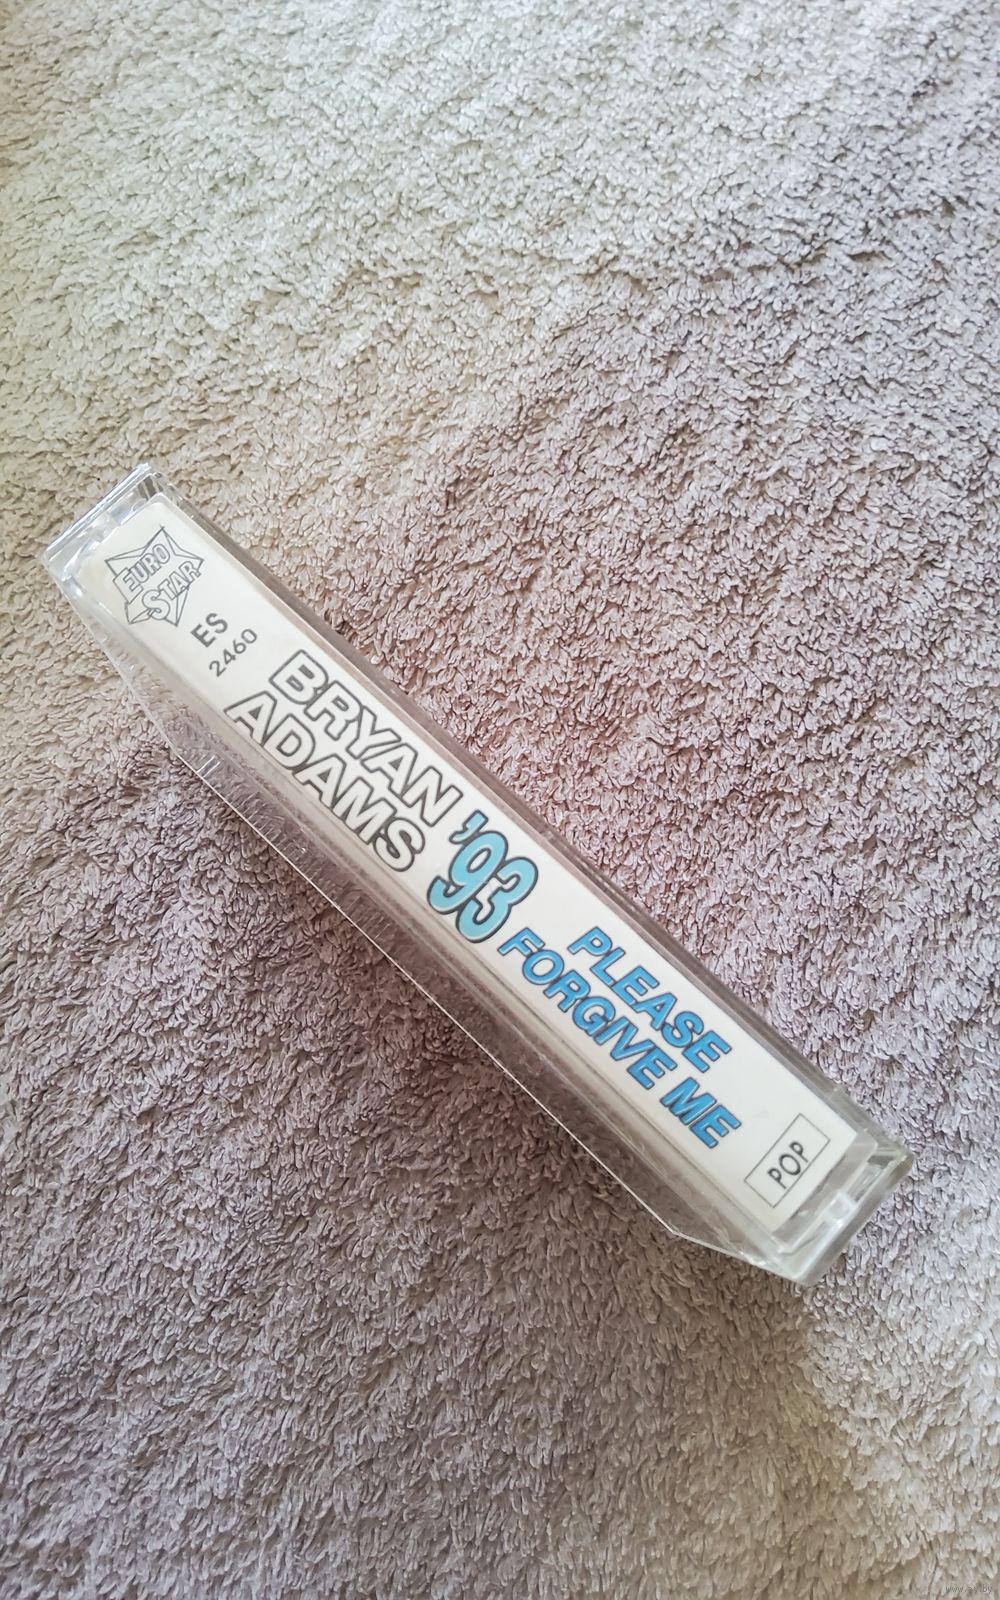 EURO
STAR
ES
2460
BRYAN
ADAMS
'93
PLEASE
FORGIVE ME
POP